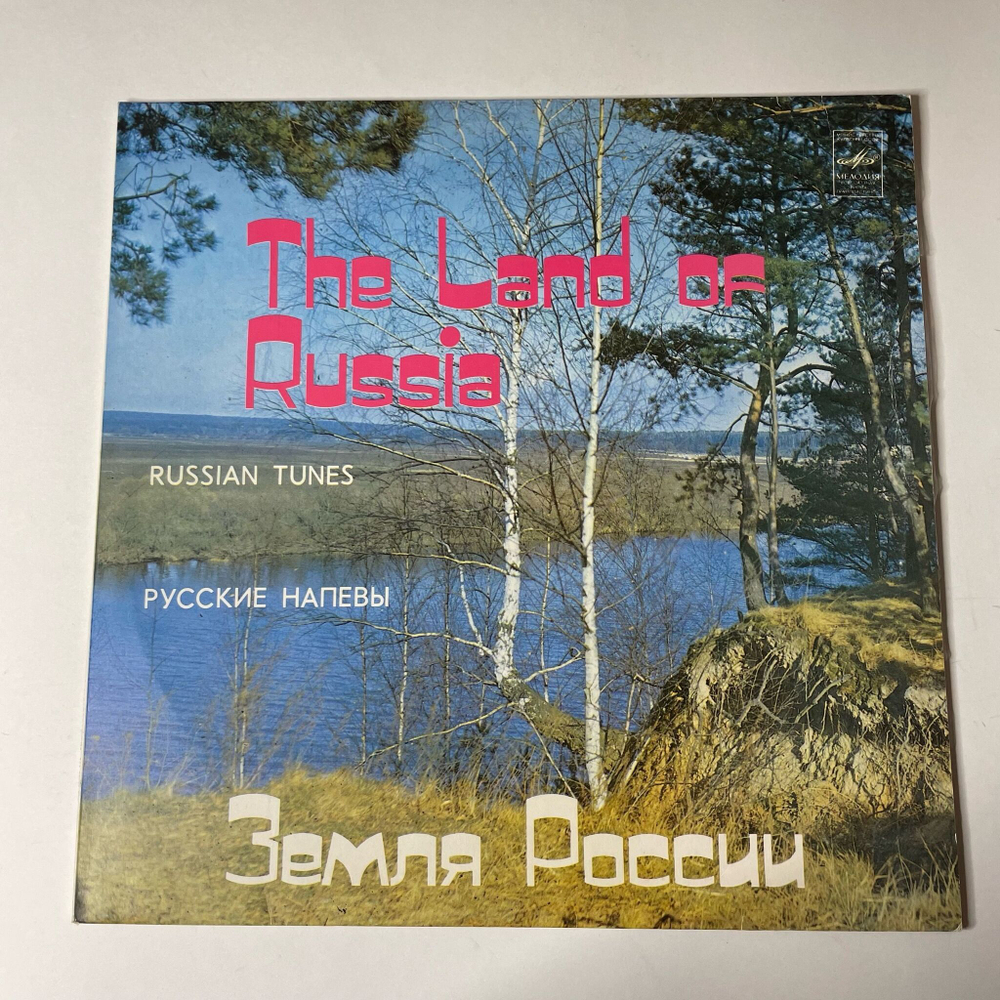 МЕЛОДИЯ
The Land of
Russia
RUSSIAN TUNES
РУССКИЕ НАПЕВЫ
Земля России